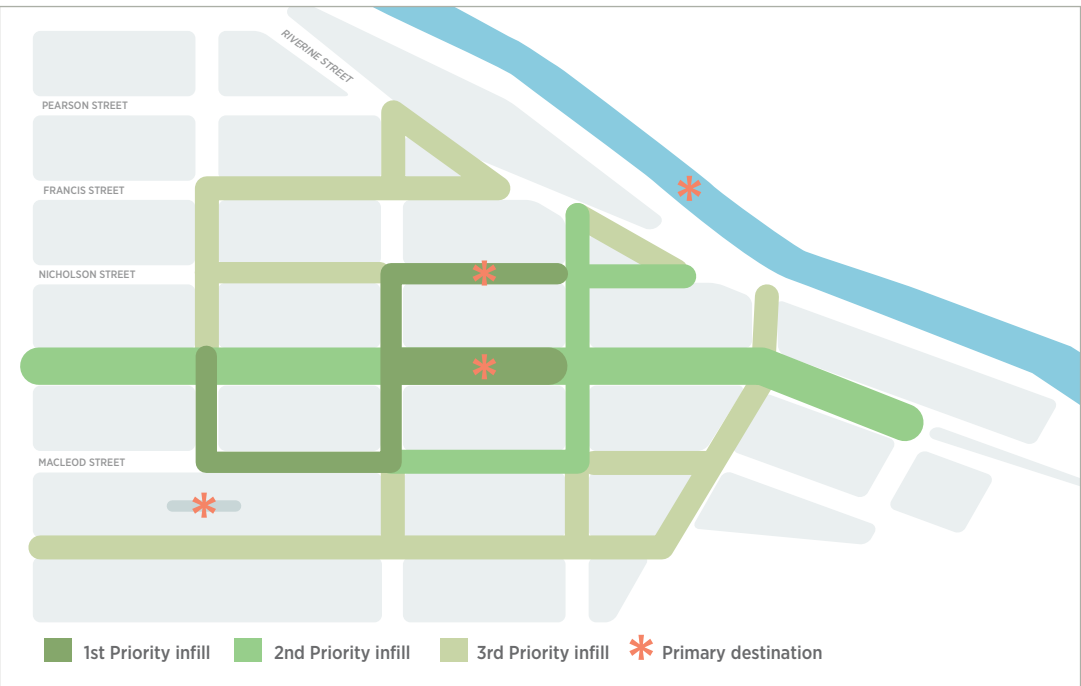 RIVERINE STREET
PEARSON STREET
FRANCIS STREET
NICHOLSON STREET
MACLEOD STREET
1st Priority infill
2nd Priority infill
3rd Priority infill
Primary destination